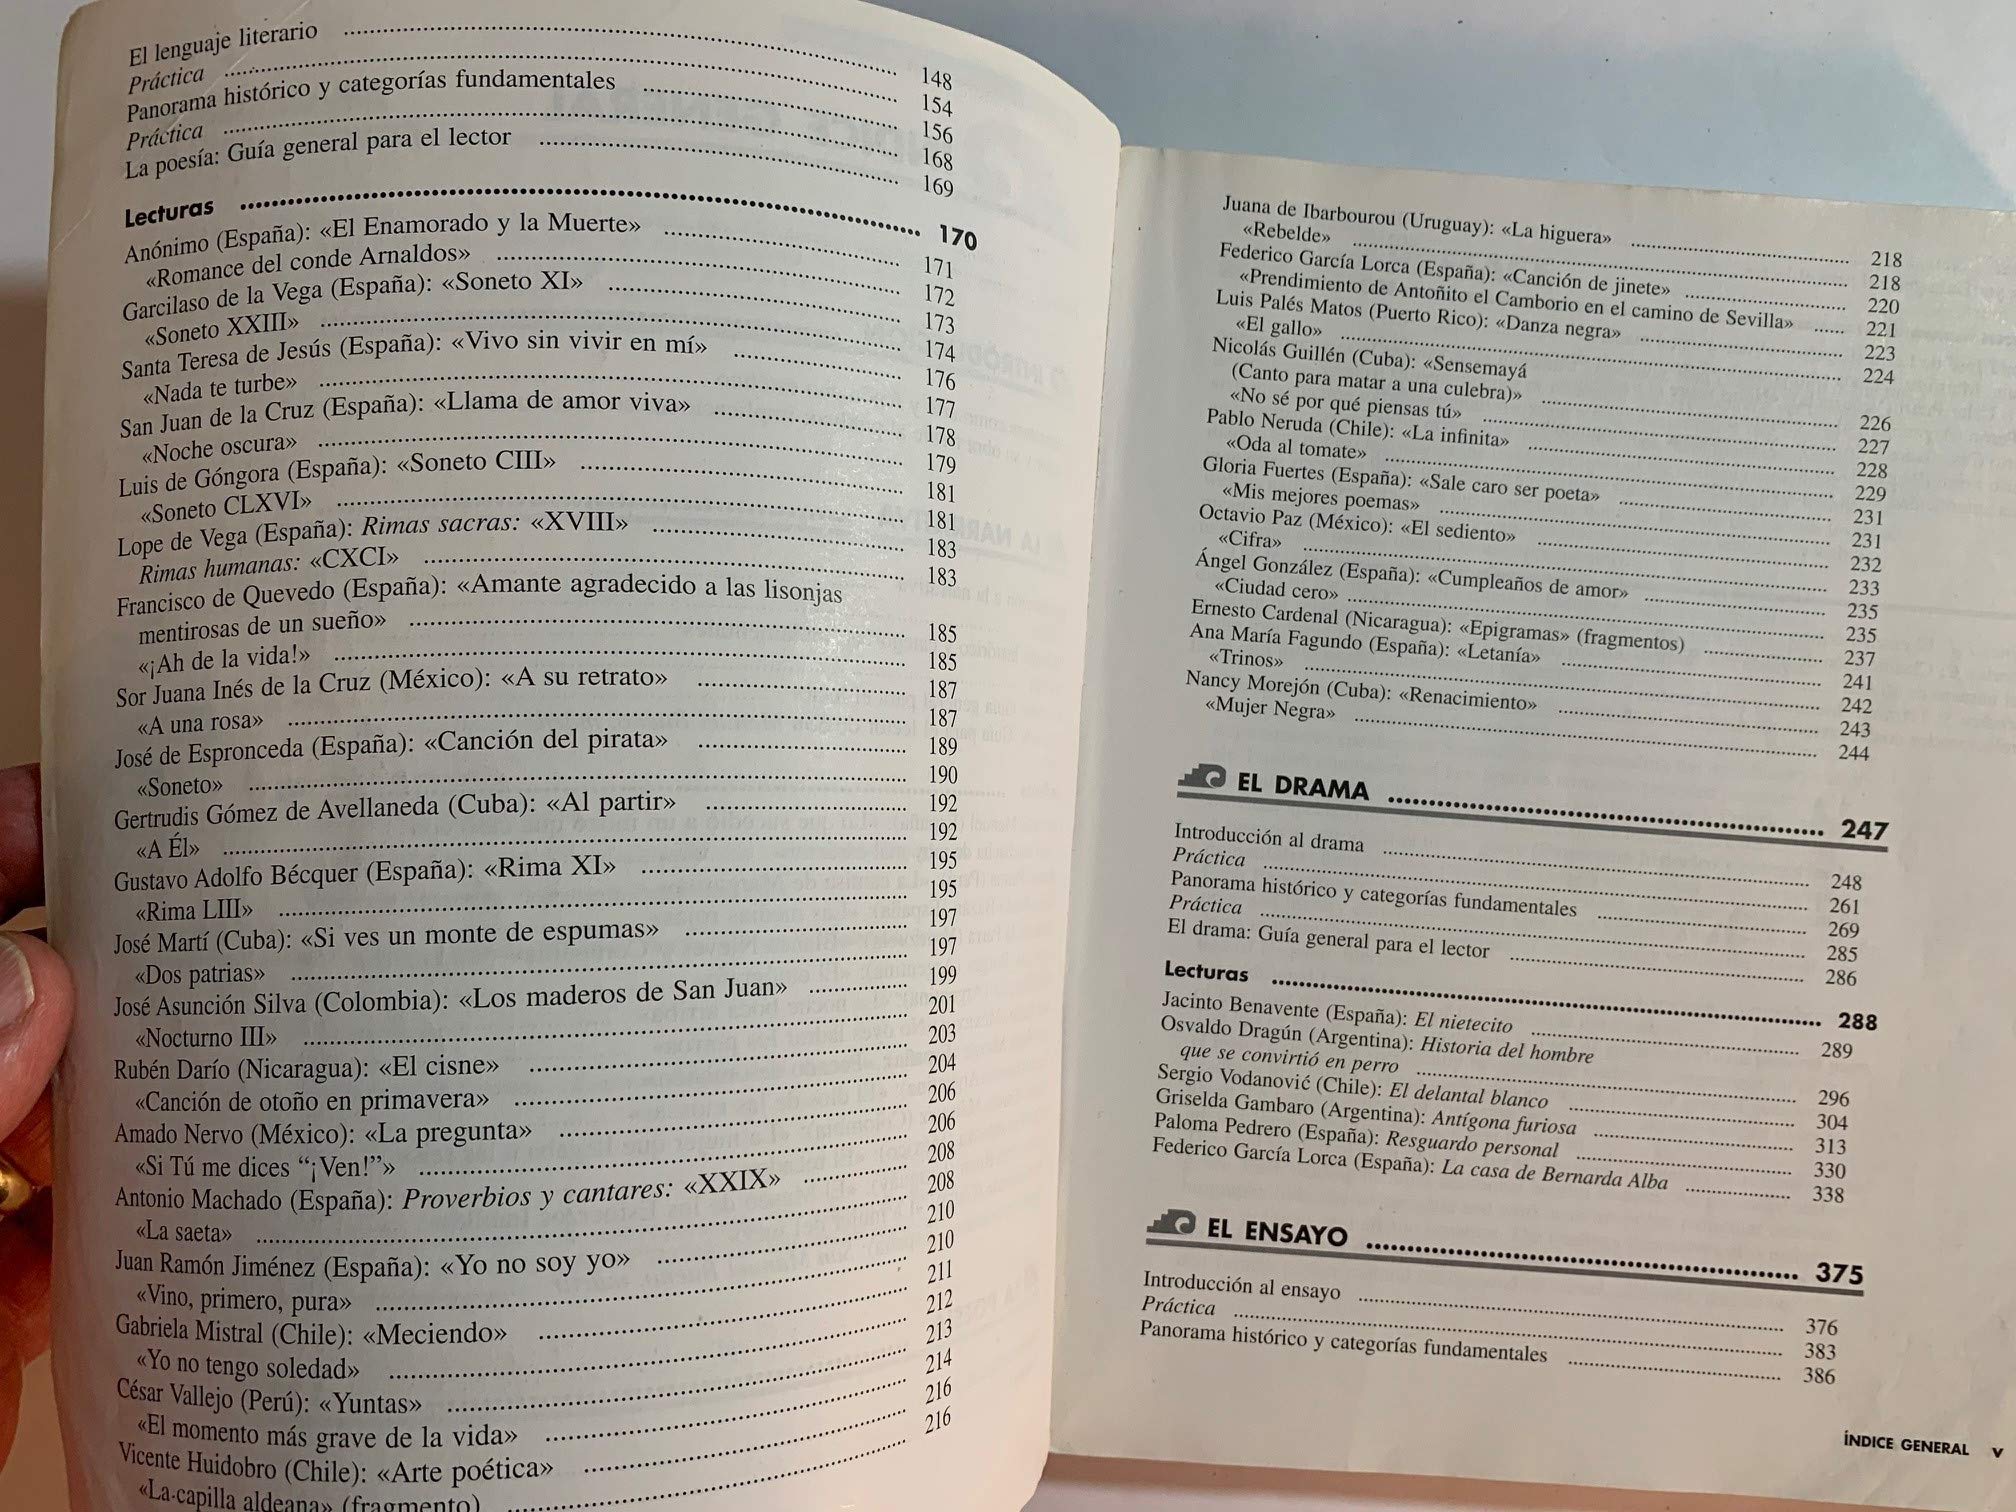 El lenguaje literario ........ 148
Práctica ........ 154
Panorama histórico y categorías fundamentales ........ 156
Práctica ........ 168
La poesía: Guía general para el lector ........ 169
Lecturas ........ 170
Anónimo (España): «El Enamorado y la Muerte» ........ 171
«Romance del conde Arnaldos» ........ 172
Garcilaso de la Vega (España): «Soneto XI» ........ 173
«Soneto XXIII» ........ 174
Santa Teresa de Jesús (España): «Vivo sin vivir en mí» ........ 176
«Nada te turbe» ........ 177
San Juan de la Cruz (España): «Llama de amor viva» ........ 178
«Noche oscura» ........ 179
Luis de Góngora (España): «Soneto CIII» ........ 181
«Soneto CLXVI» ........ 181
Lope de Vega (España): Rimas sacras: «XVIII» ........ 183
Rimas humanas: «CXCI» ........ 183
Francisco de Quevedo (España): «Amante agradecido a las lisonjas
mentirosas de un sueño» ........ 185
«¡Ah de la vida!» ........ 185
Sor Juana Inés de la Cruz (México): «A su retrato» ........ 187
«A una rosa» ........ 187
José de Espronceda (España): «Canción del pirata» ........ 189
«Soneto» ........ 190
Gertrudis Gómez de Avellaneda (Cuba): «Al partir» ........ 192
«A Él» ........ 192
Gustavo Adolfo Bécquer (España): «Rima XI» ........ 195
«Rima LIII» ........ 195
José Martí (Cuba): «Si ves un monte de espumas» ........ 197
«Dos patrias» ........ 197
José Asunción Silva (Colombia): «Los maderos de San Juan» ........ 199
«Nocturno III» ........ 201
Rubén Darío (Nicaragua): «El cisne» ........ 203
«Canción de otoño en primavera» ........ 204
Amado Nervo (México): «La pregunta» ........ 206
«Si Tú me dices “¡Ven!”» ........ 206
Antonio Machado (España): Proverbios y cantares: «XXIX» ........ 208
«La saeta» ........ 208
Juan Ramón Jiménez (España): «Yo no soy yo» ........ 210
«Vino, primero, pura» ........ 210
Gabriela Mistral (Chile): «Meciendo» ........ 211
«Yo no tengo soledad» ........ 212
César Vallejo (Perú): «Yuntas» ........ 213
«El momento más grave de la vida» ........ 214
Vicente Huidobro (Chile): «Arte poética» ........ 216
«La capilla aldeana» (fragmento) ........ 216
Juana de Ibarbourou (Uruguay): «La higuera» ........ 218
«Rebelde» ........ 218
Federico García Lorca (España): «Canción de jinete» ........ 220
«Prendimiento de Antoñito el Camborio en el camino de Sevilla» ...... 221
Luis Palés Matos (Puerto Rico): «Danza negra» ........ 223
«El gallo» ........ 224
Nicolás Guillén (Cuba): «Sensemayá
(Canto para matar a una culebra)» ........ 226
«No sé por qué piensas tú» ........ 227
Pablo Neruda (Chile): «La infinita» ........ 228
«Oda al tomate» ........ 229
Gloria Fuertes (España): «Sale caro ser poeta» ........ 231
«Mis mejores poemas» ........ 231
Octavio Paz (México): «El sediento» ........ 232
«Cifra» ........ 233
Ángel González (España): «Cumpleaños de amor» ........ 235
«Ciudad cero» ........ 235
Ernesto Cardenal (Nicaragua): «Epigramas» (fragmentos) ........ 237
Ana María Fagundo (España): «Letanía» ........ 241
«Trinos» ........ 242
Nancy Morejón (Cuba): «Renacimiento» ........ 243
«Mujer Negra» ........ 244
EL DRAMA ........ 247
Introducción al drama ........ 248
Práctica ........ 261
Panorama histórico y categorías fundamentales ........ 269
Práctica ........ 285
El drama: Guía general para el lector ........ 286
Lecturas ........ 288
Jacinto Benavente (España): El nietecito ........ 289
Osvaldo Dragún (Argentina): Historia del hombre
que se convirtió en perro ........ 296
Sergio Vodanović (Chile): El delantal blanco ........ 304
Griselda Gambaro (Argentina): Antígona furiosa ........ 313
Paloma Pedrero (España): Resguardo personal ........ 330
Federico García Lorca (España): La casa de Bernarda Alba ........ 338
EL ENSAYO ........ 375
Introducción al ensayo ........ 376
Práctica ........ 383
Panorama histórico y categorías fundamentales ........ 386
ÍNDICE GENERAL v